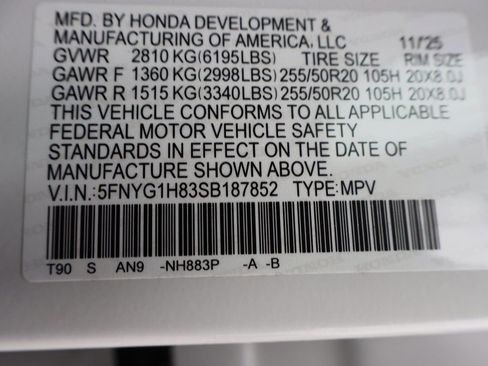 MFD. BY HONDA DEVELOPMENT &
MANUFACTURING OF AMERICA, LLC 11/25
GVWR 2810 KG(6195LBS) TIRE SIZE RIM SIZE
GAWR F 1360 KG(2998LBS) 255/50R20 105H 20X8.0J
GAWR R 1515 KG(3340LBS) 255/50R20 105H 20X8.0J
THIS VEHICLE CONFORMS TO ALL APPLICABLE
FEDERAL MOTOR VEHICLE SAFETY
STANDARDS IN EFFECT ON THE DATE OF
MANUFACTURE SHOWN ABOVE.
V.I.N.:5FNYG1H83SB187852 TYPE:MPV
T90 S AN9 -NH883P -A -B